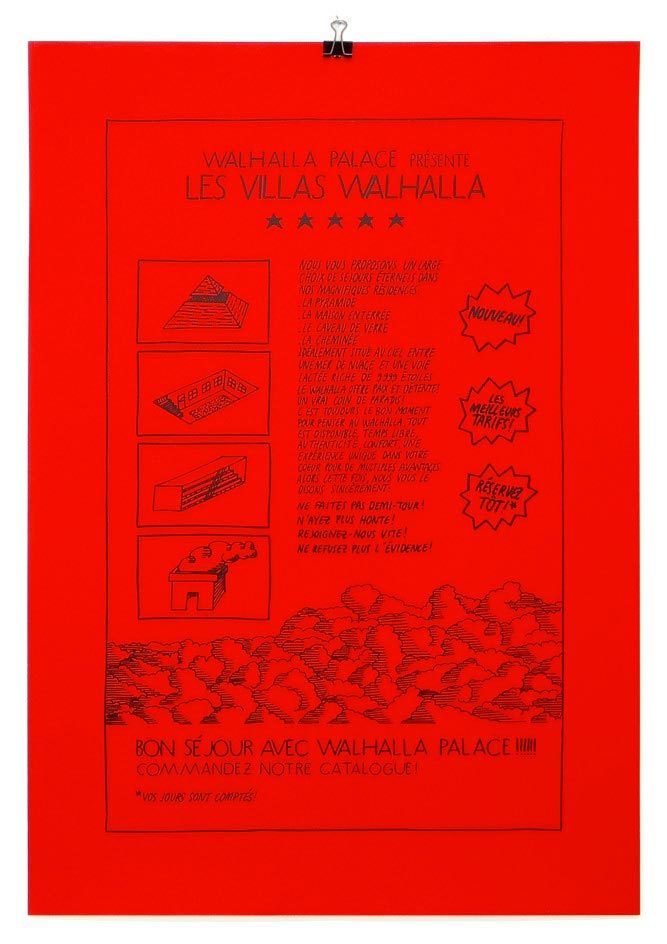 WALHALLA PALACE PRÉSENTE
LES VILLAS WALHALLA
NOUS VOUS PROPOSONS UN LARGE
CHOIX DE SÉJOURS ÉTERNELS DANS
NOS MAGNIFIQUES RÉSIDENCES:
..LA PYRAMIDE
..LA MAISON ENTERRÉE
..LE CAVEAU DE VERRE
..LA CHEMINÉE
IDÉALEMENT SITUÉ AU CIEL ENTRE
UNE MER DE NUAGE ET UNE VOIE
LACTÉE RICHE DE 9999 ÉTOILES
LE WALHALLA OFFRE PAIX ET DÉTENTE!
UN VRAI COIN DE PARADIS!
C'EST TOUJOURS LE BON MOMENT
POUR PENSER AU WALHALLA. TOUT
EST DISPONIBLE, TEMPS LIBRE,
AUTHENTICITÉ, CONFORT, UNE
EXPÉRIENCE UNIQUE DANS VOTRE
COEUR POUR DE MULTIPLES AVANTAGES.
ALORS CETTE FOIS, NOUS VOUS LE
DISONS SINCÈREMENT:
NE FAITES PAS DEMI-TOUR!
N'AYEZ PLUS HONTE!
REJOIGNEZ-NOUS VITE!
NE REFUSEZ PLUS L'ÉVIDENCE!
NOUVEAU!
LES
MEILLEURS
TARIFS!
RÉSERVEZ
TÔT!*
BON SÉJOUR AVEC WALHALLA PALACE!!!!!!
COMMANDEZ NOTRE CATALOGUE!
*VOS JOURS SONT COMPTÉS!